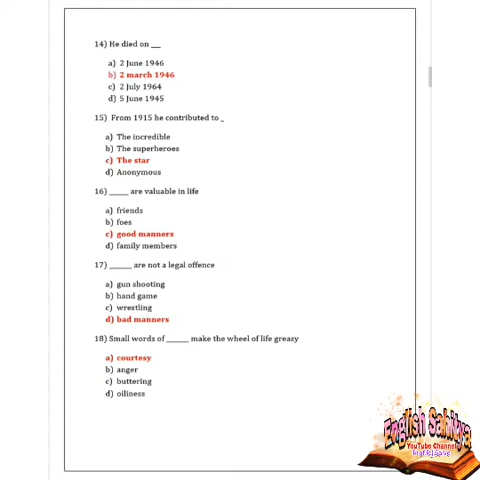 14) He died on ___
a) 2 June 1946
b) 2 march 1946
c) 2 July 1964
d) 5 June 1945
15) From 1915 he contributed to _
a) The incredible
b) The superheroes
c) The star
d) Anonymous
16) _____ are valuable in life
a) friends
b) foes
c) good manners
d) family members
17) ______ are not a legal offence
a) gun shooting
b) hand game
c) wrestling
d) bad manners
18) Small words of ______ make the wheel of life greasy
a) courtesy
b) anger
c) buttering
d) oiliness
English Sahitya
YouTube Channel